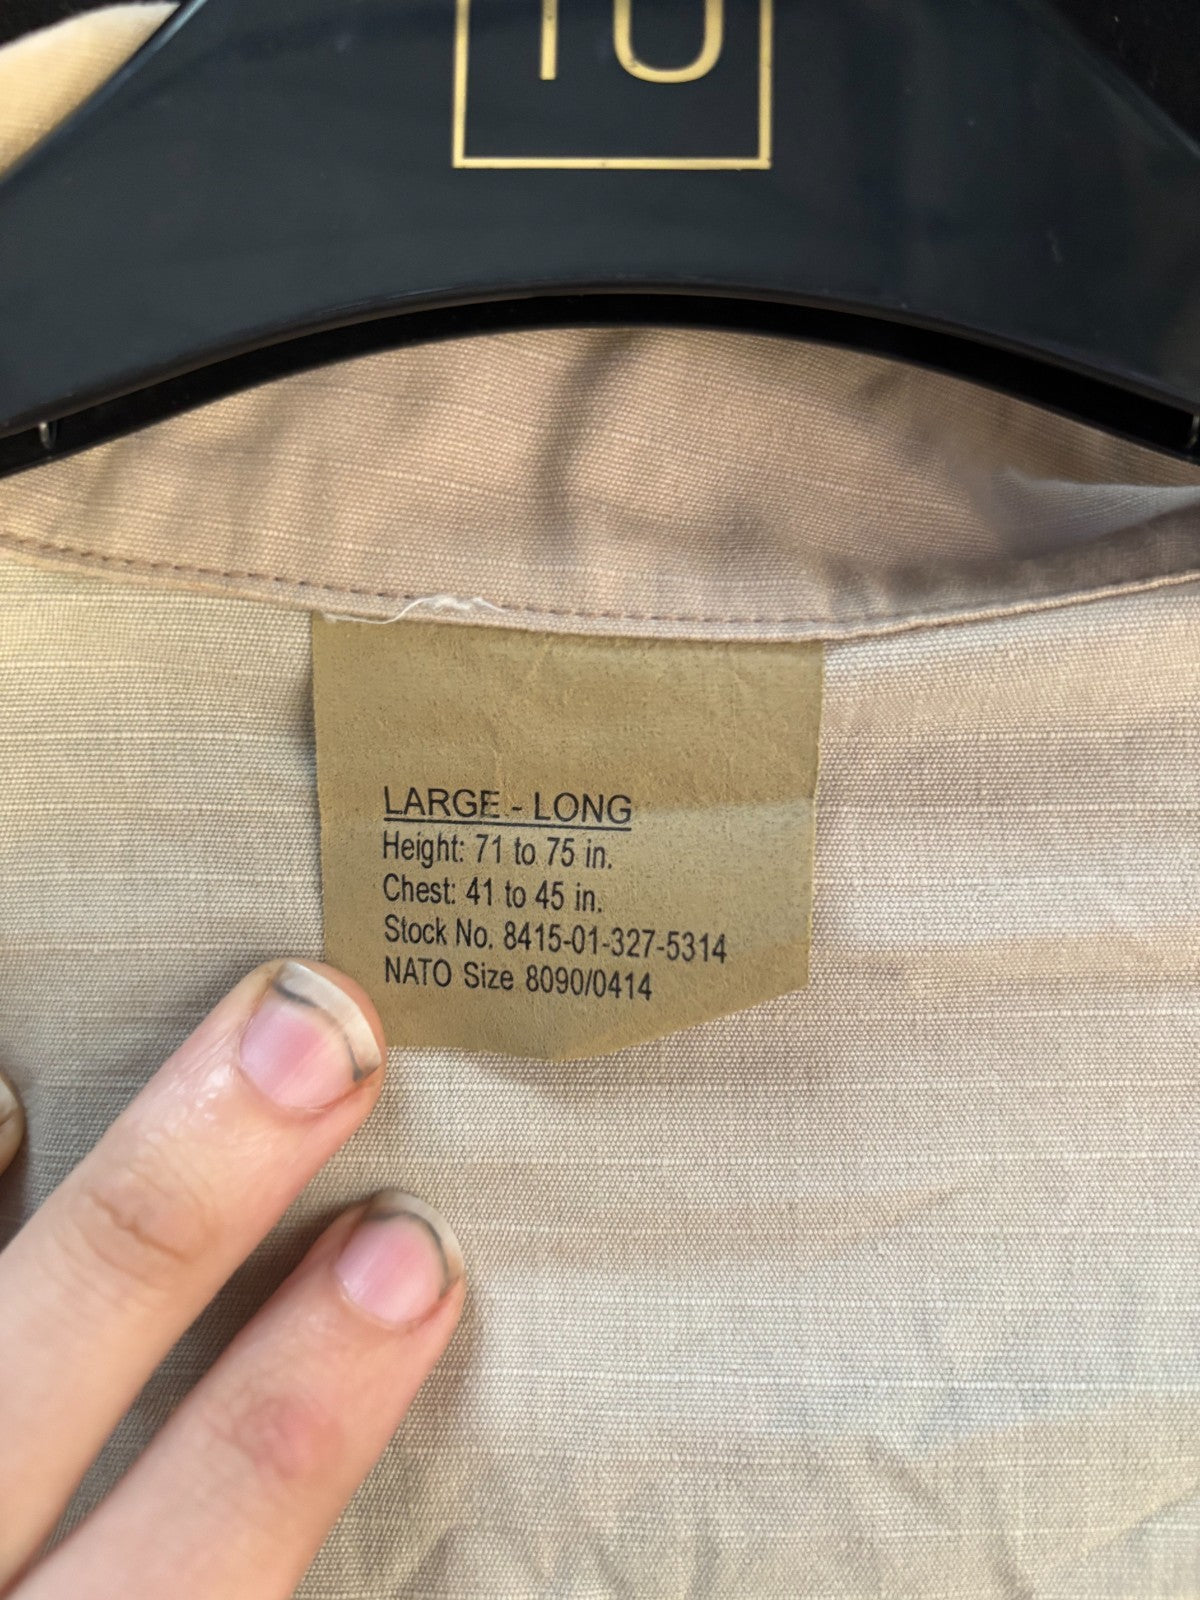 TU
LARGE - LONG
Height: 71 to 75 in.
Chest: 41 to 45 in.
Stock No. 8415-01-327-5314
NATO Size 8090/0414